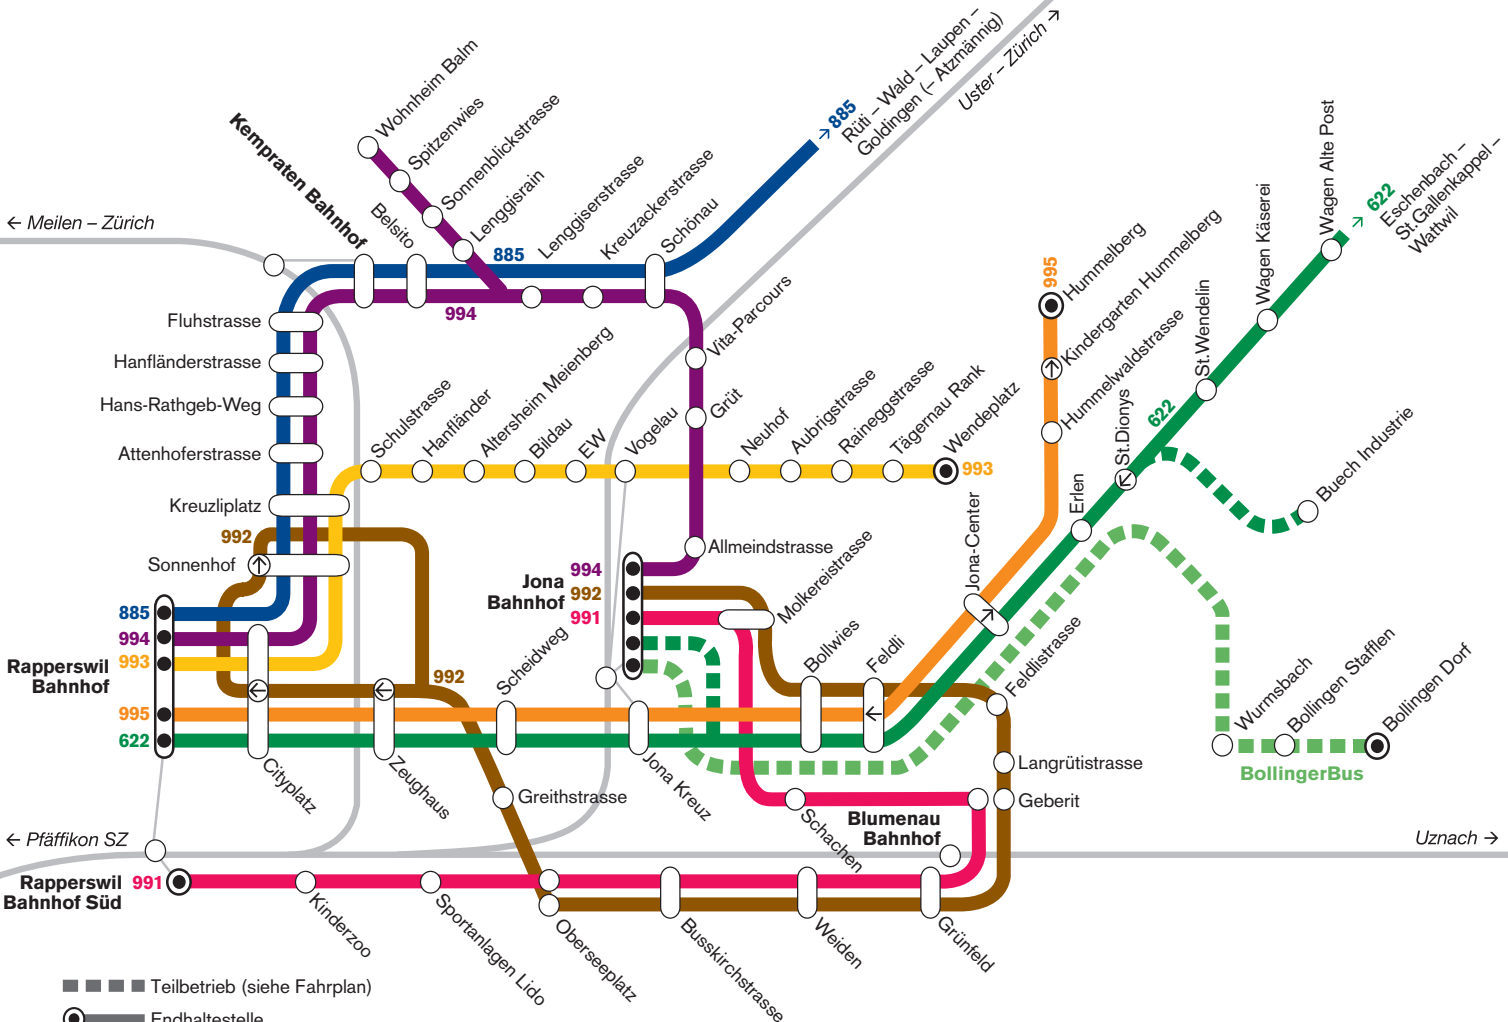 Wohnheim Balm
Spitzenwies
Sonnenblickstrasse
Lenggisrain
Kempraten Bahnhof
Belsito
Lenggiserstrasse
Kreuzackerstrasse
Schönau
885
994
→ 885
Rüti – Wald – Laupen –
Goldingen (– Atzmännig)
Uster – Zürich →
← Meilen – Zürich
Fluhstrasse
Hanfländerstrasse
Hans-Rathgeb-Weg
Attenhoferstrasse
Kreuzliplatz
Sonnenhof
992
Vita-Parcours
Grüt
Schulstrasse
Hanfländer
Altersheim Meienberg
Bildau
EW
Vogelau
Neuhof
Aubrigstrasse
Raineggstrasse
Tägernau Rank
Wendeplatz
993
Allmeindstrasse
995
Hummelberg
Kindergarten Hummelberg
Hummelwaldstrasse
Jona-Center
Erlen
St.Dionys
622
St.Wendelin
Wagen Käserei
Wagen Alte Post
→ 622
Eschenbach –
St.Gallenkappel –
Wattwil
Buech Industrie
Jona
Bahnhof
994
992
991
Molkereistrasse
Bollwies
Feldli
Feldlistrasse
Rapperswil
Bahnhof
885
994
993
995
622
992
Cityplatz
Zeughaus
Scheidweg
Jona Kreuz
Greithstrasse
Langrütistrasse
Geberit
Schachen
Blumenau
Bahnhof
Wurmsbach
Bollingen Stafflen
Bollingen Dorf
BollingerBus
← Pfäffikon SZ
Uznach →
Rapperswil
Bahnhof Süd
991
Kinderzoo
Sportanlagen Lido
Oberseeplatz
Busskirchstrasse
Weiden
Grünfeld
Teilbetrieb (siehe Fahrplan)
Endhaltestelle